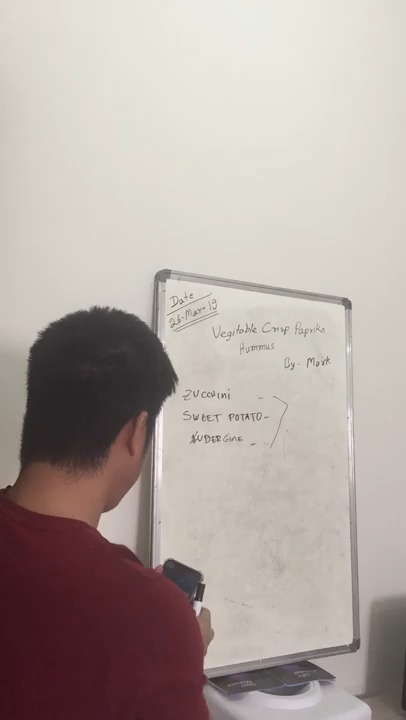 Date
26-Mar-19
Vegitable Crisp Paprika
Hummus
By- Mark
ZUCCHINI -
SWEET POTATO-
AUBERGINE -